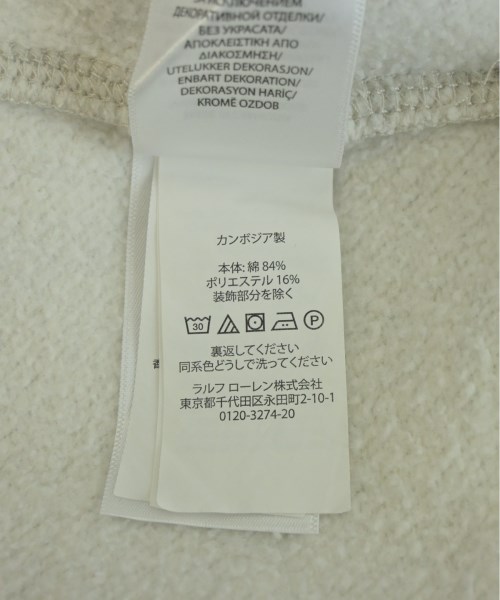 ЗА ИСКЛЮЧЕНИЕМ
ДЕКОРАТИВНОЙ ОТДЕЛКИ/
БЕЗ УКРАСАТА/
ΑΠΟΚΛΕΙΣΤΙΚΗ ΑΠΟ
ΔΙΑΚΟΣΜΗΣΗ/
UTELUKKER DEKORASJON/
ENBART DEKORATION/
DEKORASYON HARİÇ/
KROMĚ OZDOB
カンボジア製
本体: 綿 84%
ポリエステル 16%
装飾部分を除く
30 P
裏返してください
同系色どうしで洗ってください
ラルフ ローレン株式会社
東京都千代田区永田町2-10-1
0120-3274-20